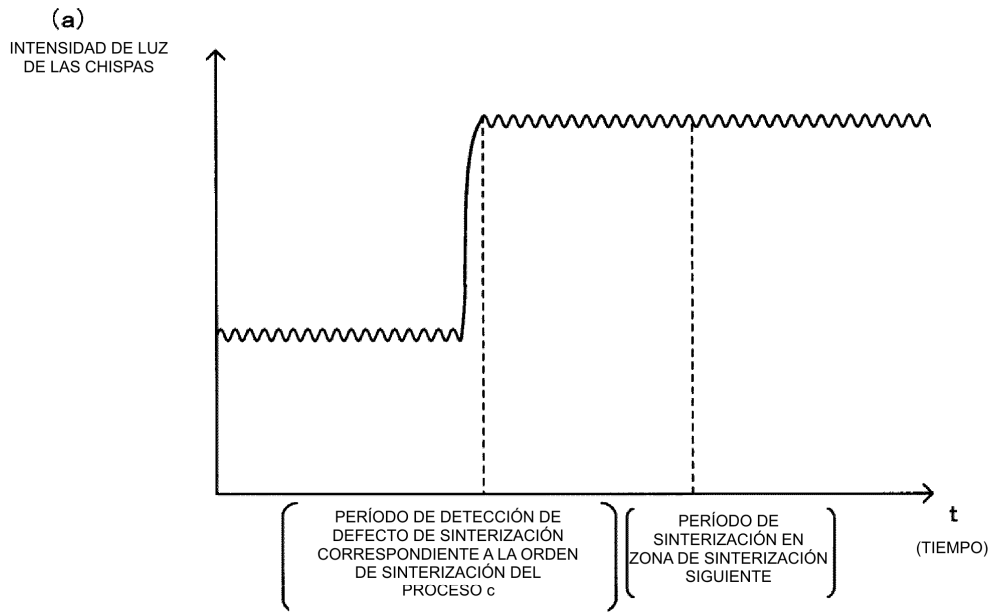 (a)
INTENSIDAD DE LUZ
DE LAS CHISPAS
t
(TIEMPO)
PERÍODO DE DETECCIÓN DE
DEFECTO DE SINTERIZACIÓN
CORRESPONDIENTE A LA ORDEN
DE SINTERIZACIÓN DEL
PROCESO c
PERÍODO DE
SINTERIZACIÓN EN
ZONA DE SINTERIZACIÓN
SIGUIENTE